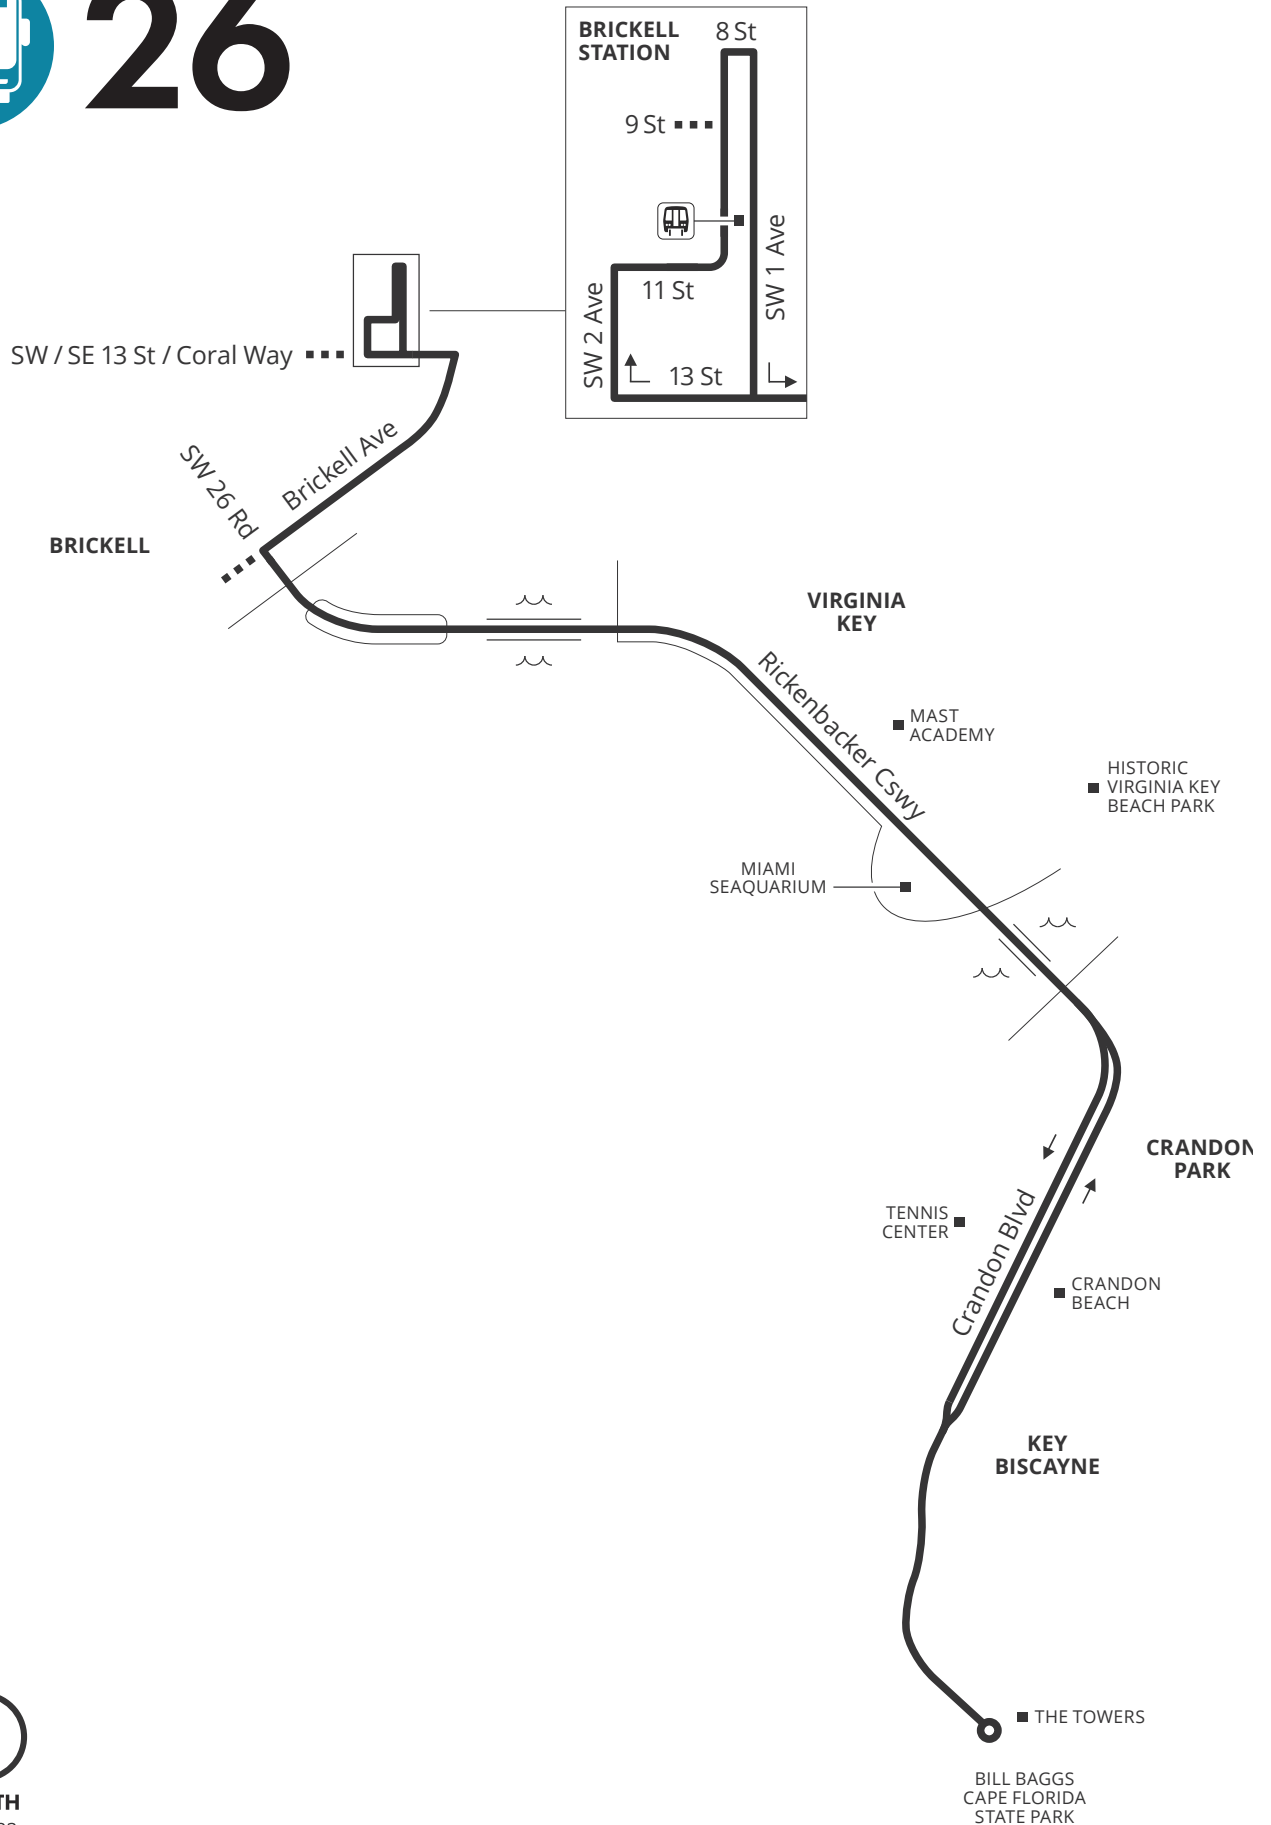 26
BRICKELL
STATION
8 St
9 St
SW 1 Ave
11 St
SW 2 Ave
13 St
SW / SE 13 St / Coral Way
Brickell Ave
SW 26 Rd
BRICKELL
VIRGINIA
KEY
Rickenbacker Cswy
MAST
ACADEMY
HISTORIC
VIRGINIA KEY
BEACH PARK
MIAMI
SEAQUARIUM
CRANDON
PARK
TENNIS
CENTER
Crandon Blvd
CRANDON
BEACH
KEY
BISCAYNE
THE TOWERS
BILL BAGGS
CAPE FLORIDA
STATE PARK
TH